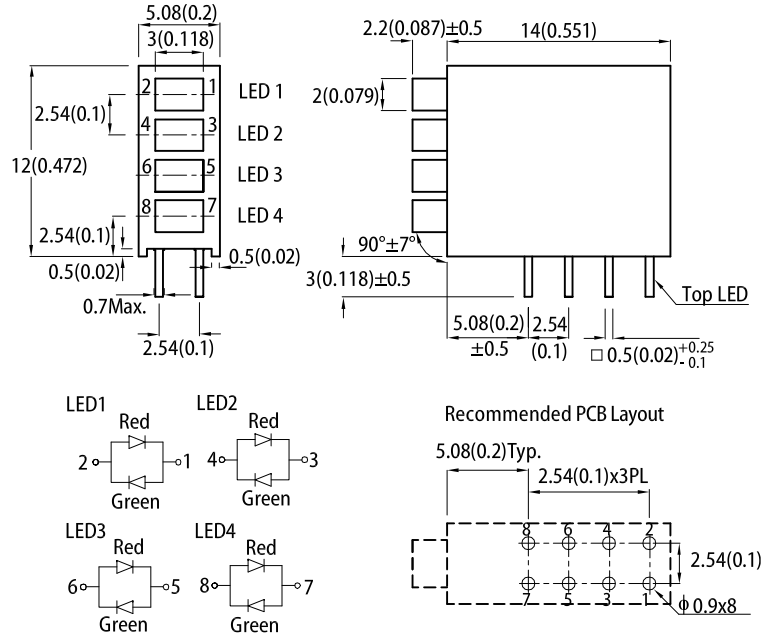 5.08(0.2)
3(0.118)
2 1 LED 1
2.54(0.1)
4 3 LED 2
12(0.472)
6 5 LED 3
8 7 LED 4
2.54(0.1)
0.5(0.02)
0.5(0.02)
0.7Max.
2.54(0.1)
2.2(0.087)±0.5
14(0.551)
2(0.079)
90°±7°
3(0.118)±0.5
Top LED
5.08(0.2)
±0.5
2.54
(0.1)
□ 0.5(0.02) +0.25
- 0.1
LED1
Red
2 1
Green
LED2
Red
4 3
Green
LED3
Red
6 5
Green
LED4
Red
8 7
Green
Recommended PCB Layout
5.08(0.2)Typ.
2.54(0.1)x3PL
8 6 4 2
2.54(0.1)
7 5 3 1
ϕ 0.9x8